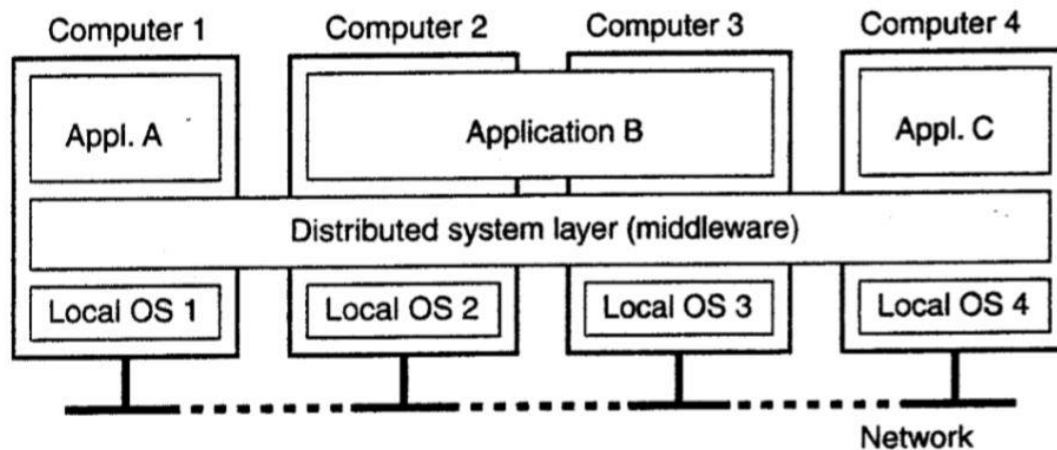 Computer 1
Computer 2
Computer 3
Computer 4
Appl. A
Application B
Appl. C
Distributed system layer (middleware)
Local OS 1
Local OS 2
Local OS 3
Local OS 4
Network